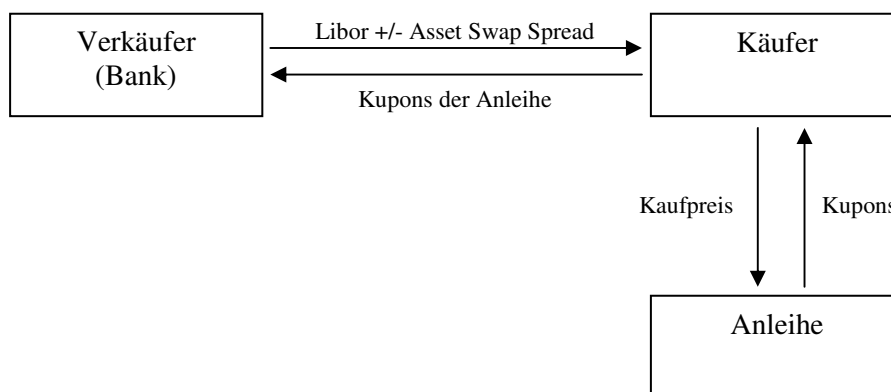 Verkäufer
(Bank)
Libor +/- Asset Swap Spread
Kupons der Anleihe
Käufer
Kaufpreis
Kupons
Anleihe